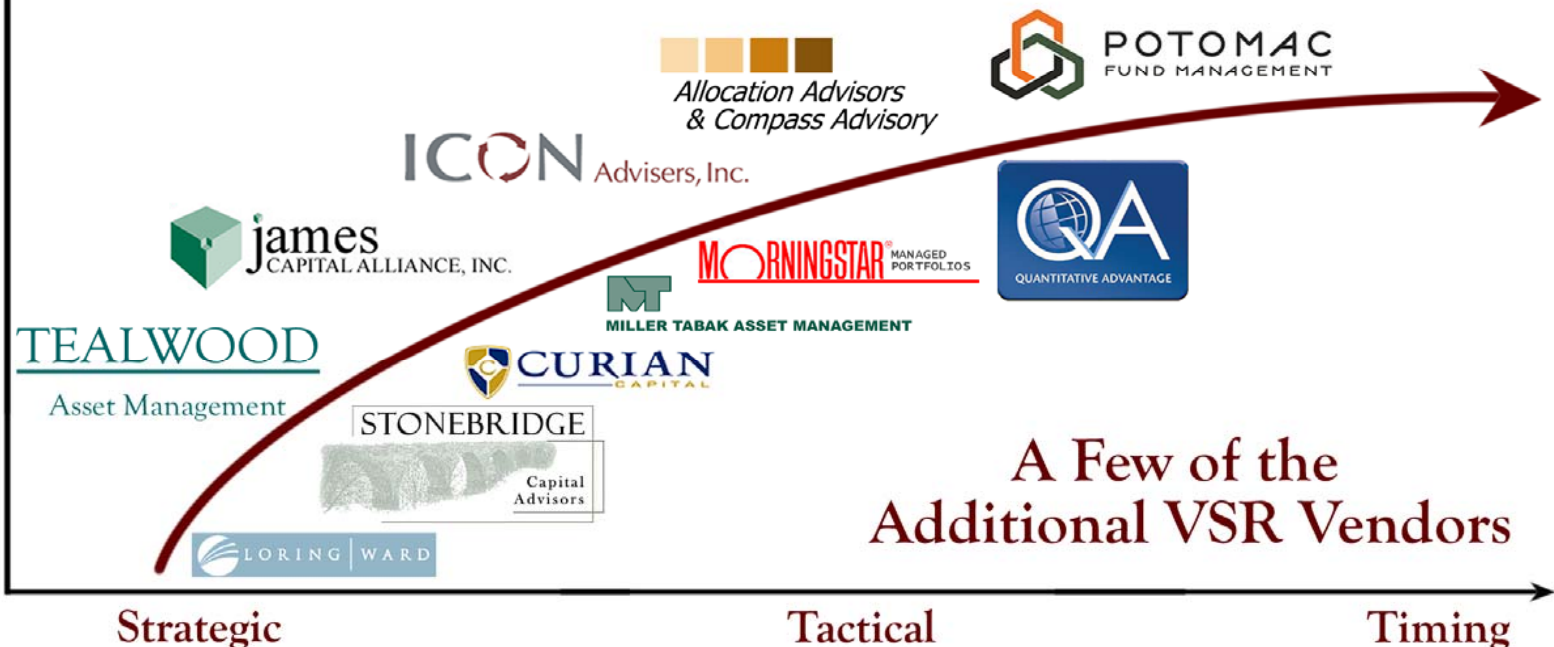 POTOMAC
FUND MANAGEMENT
Allocation Advisors
& Compass Advisory
ICON Advisers, Inc.
QA
QUANTITATIVE ADVANTAGE
james
CAPITAL ALLIANCE, INC.
MORNINGSTAR® MANAGED
PORTFOLIOS
MT
MILLER TABAK ASSET MANAGEMENT
TEALWOOD
Asset Management
C
CURIAN
CAPITAL
STONEBRIDGE
Capital
Advisors
LORING WARD
A Few of the
Additional VSR Vendors
Strategic
Tactical
Timing